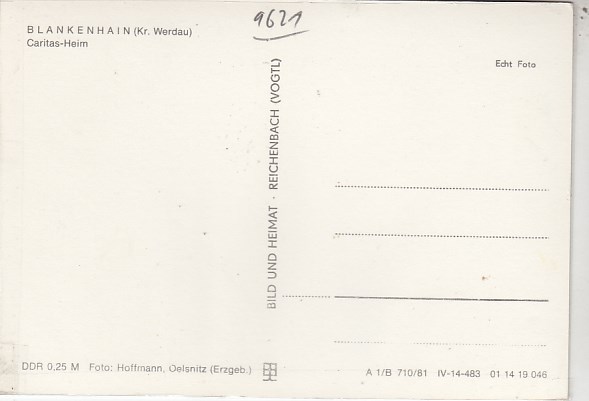 9621
BLANKENHAIN (Kr. Werdau)
Caritas-Heim
Echt Foto
BILD UND HEIMAT · REICHENBACH (VOGTL)
DDR 0,25 M Foto: Hoffmann, Oelsnitz (Erzgeb.)
A 1/B 710/81 IV-14-483 01 14 19 046